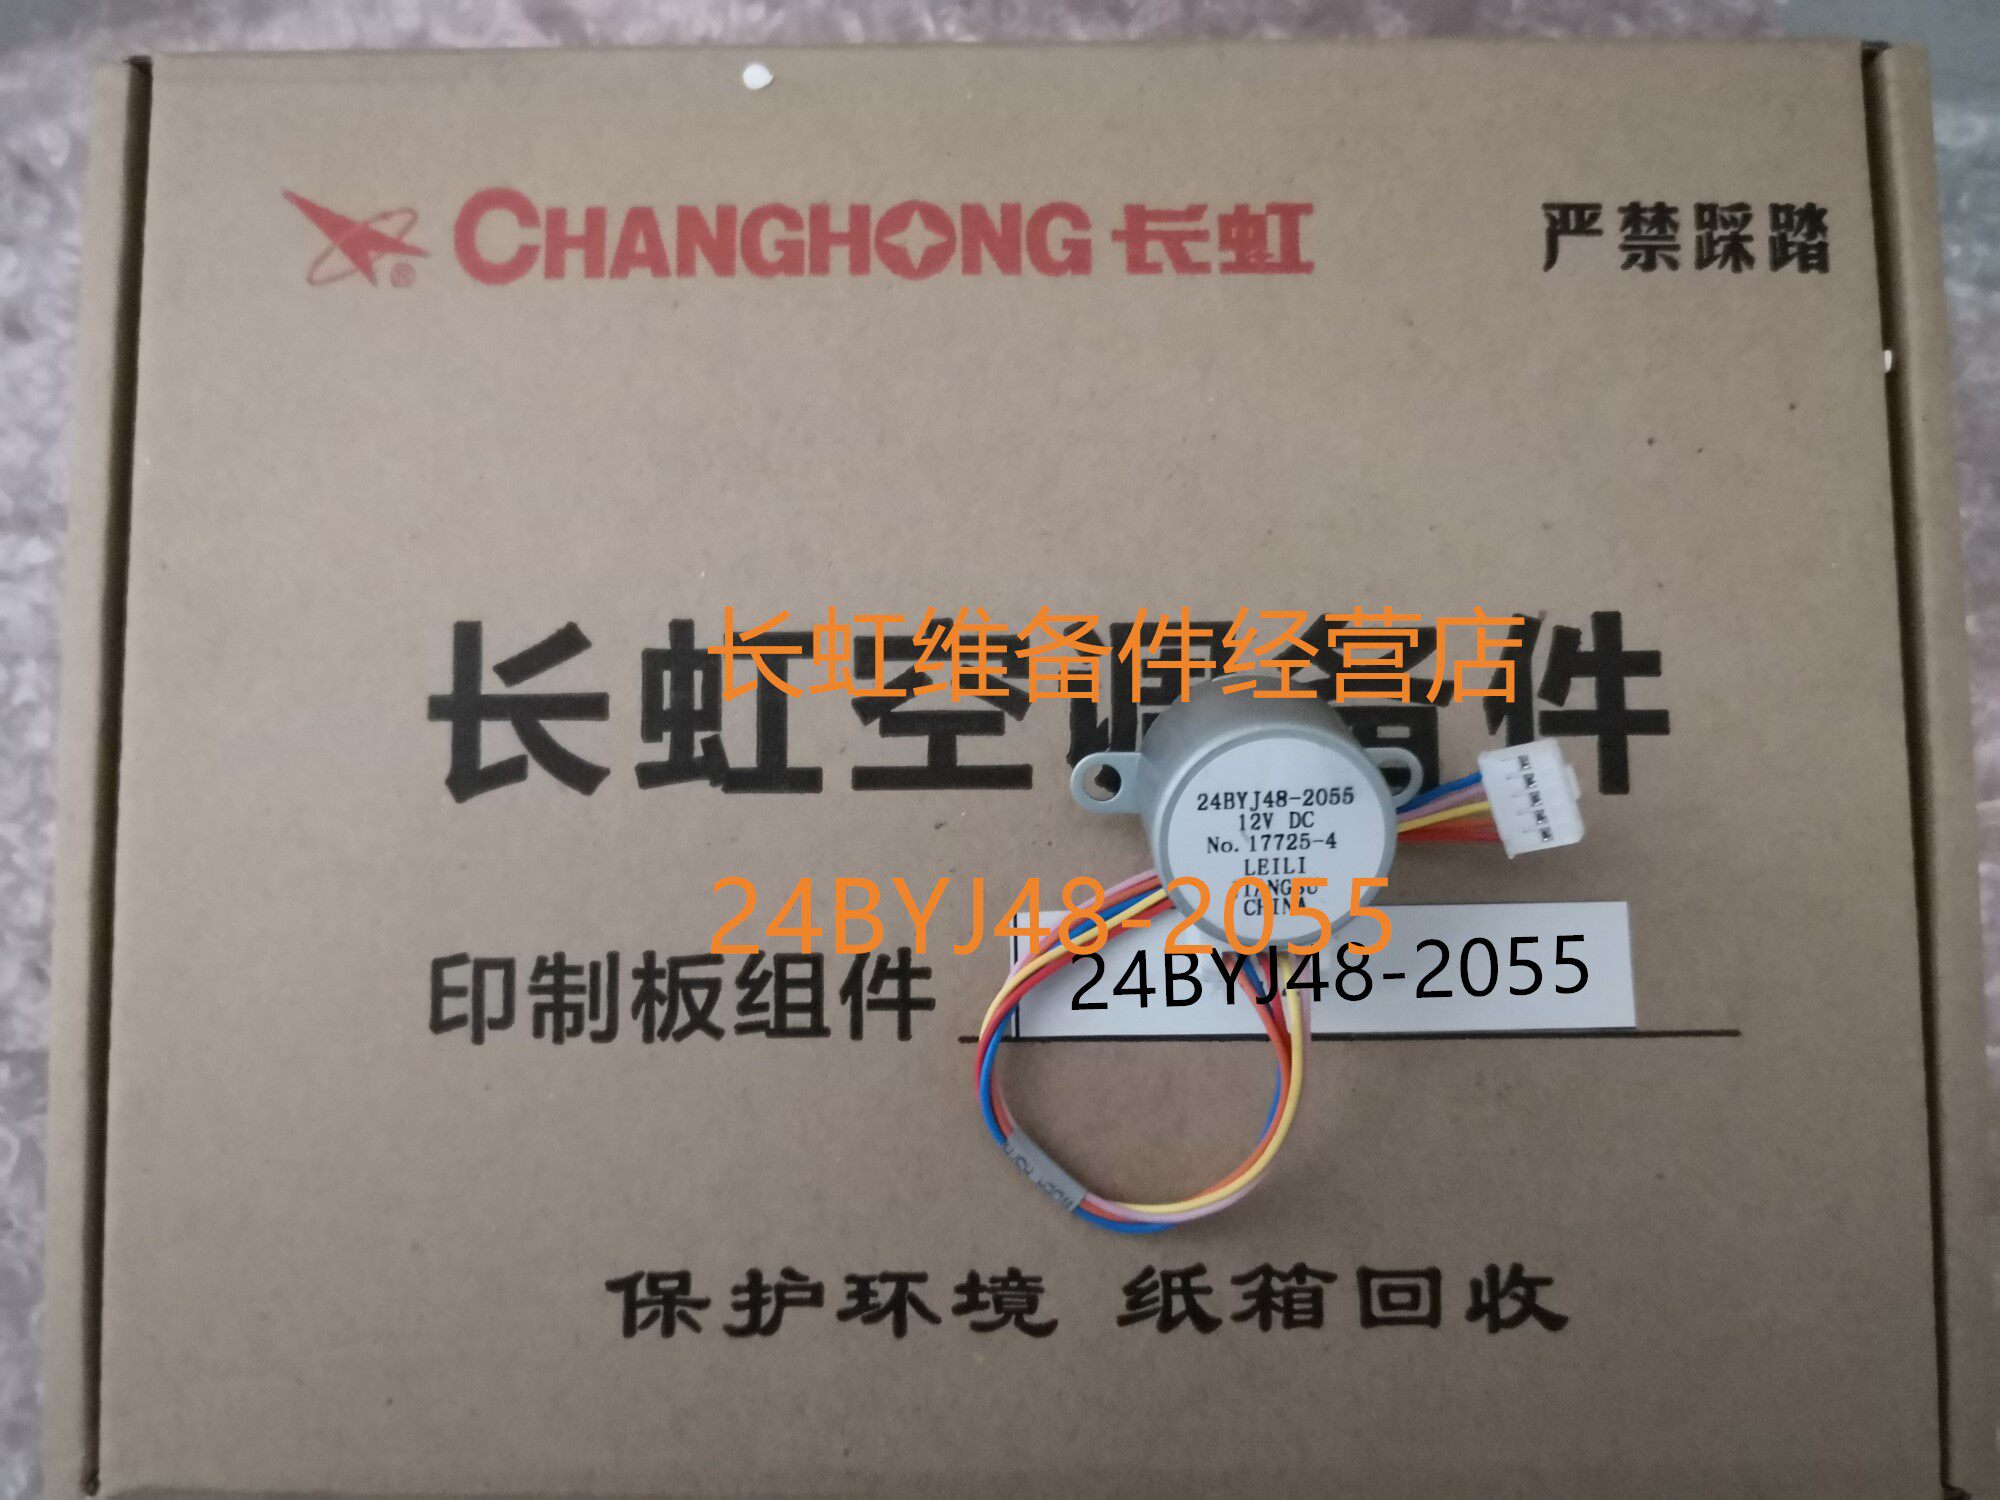 CHANGHONG 长虹
严禁踩踏
长虹维备件经营店
长虹空调备件
24BYJ48-2055
12V DC
No. 17725-4
LEILI
JIANGSU
CHINA
24BYJ48-2055
印制板组件
24BYJ48-2055
保护环境 纸箱回收